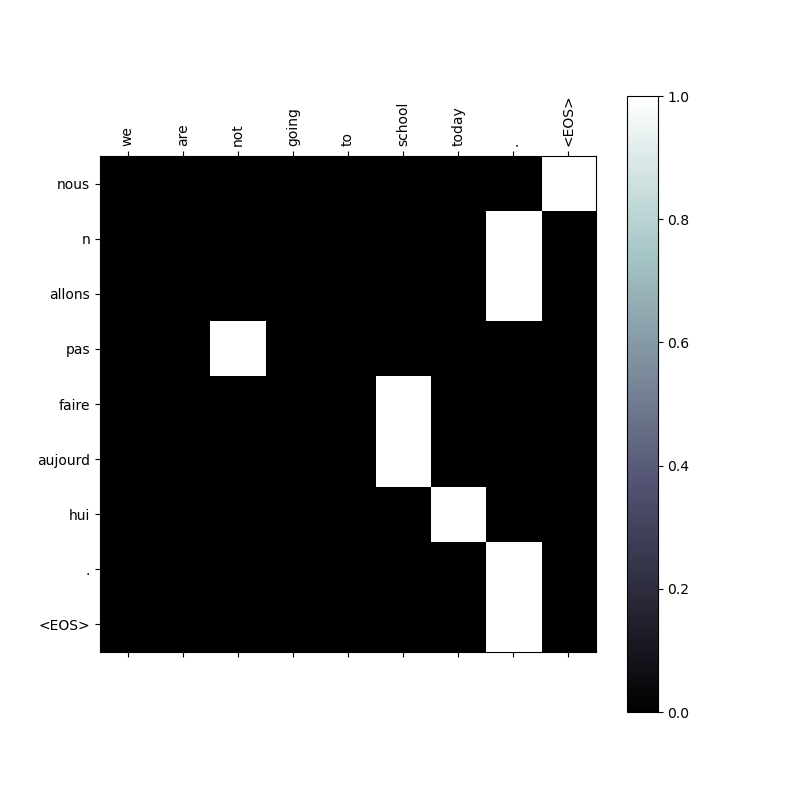 we are not going to school today . <EOS>
nous
n
allons
pas
faire
aujourd
hui
.
<EOS>
1.0
0.8
0.6
0.4
0.2
0.0